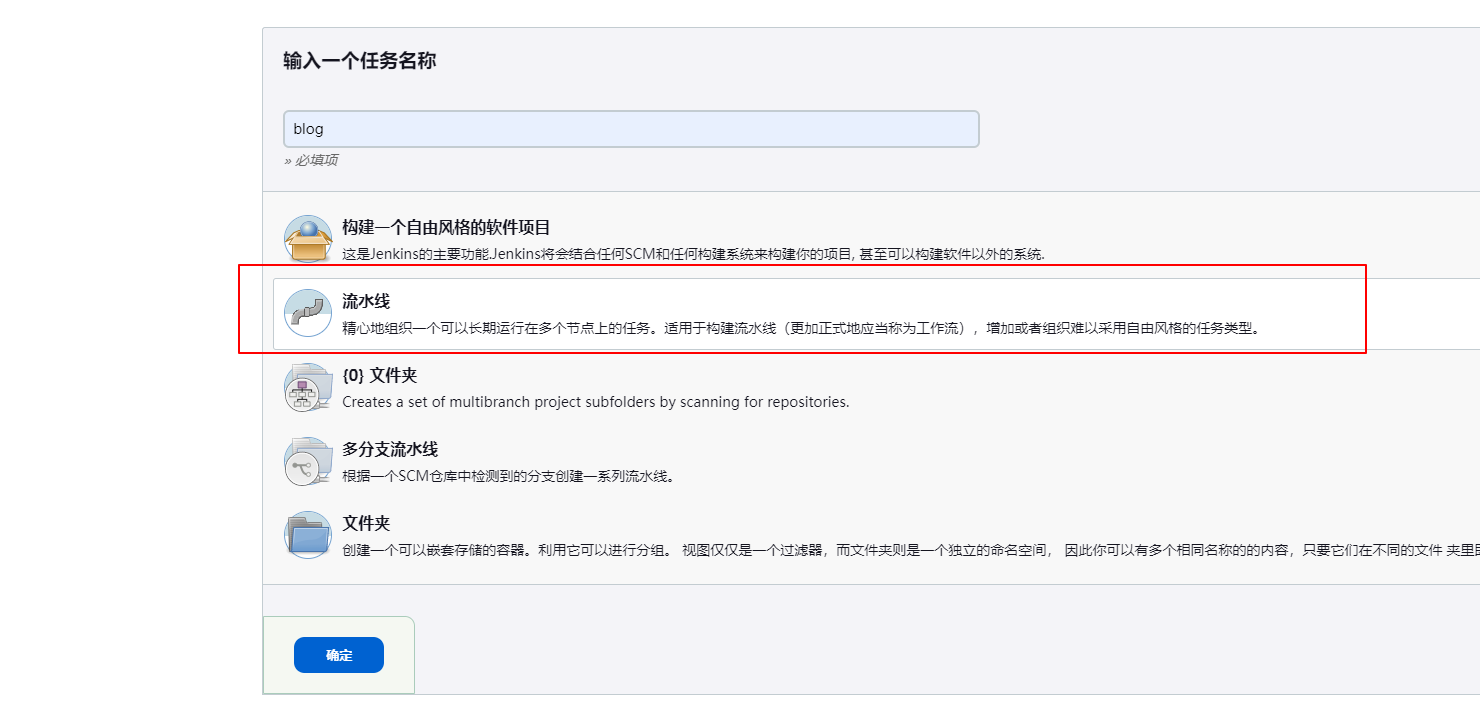 输入一个任务名称
blog
» 必填项
构建一个自由风格的软件项目
这是Jenkins的主要功能.Jenkins将会结合任何SCM和任何构建系统来构建你的项目, 甚至可以构建软件以外的系统.
流水线
精心地组织一个可以长期运行在多个节点上的任务。适用于构建流水线（更加正式地应当称为工作流），增加或者组织难以采用自由风格的任务类型。
{0} 文件夹
Creates a set of multibranch project subfolders by scanning for repositories.
多分支流水线
根据一个SCM仓库中检测到的分支创建一系列流水线。
文件夹
创建一个可以嵌套存储的容器。利用它可以进行分组。 视图仅仅是一个过滤器，而文件夹则是一个独立的命名空间， 因此你可以有多个相同名称的的内容，只要它们在不同的文件 夹里
确定